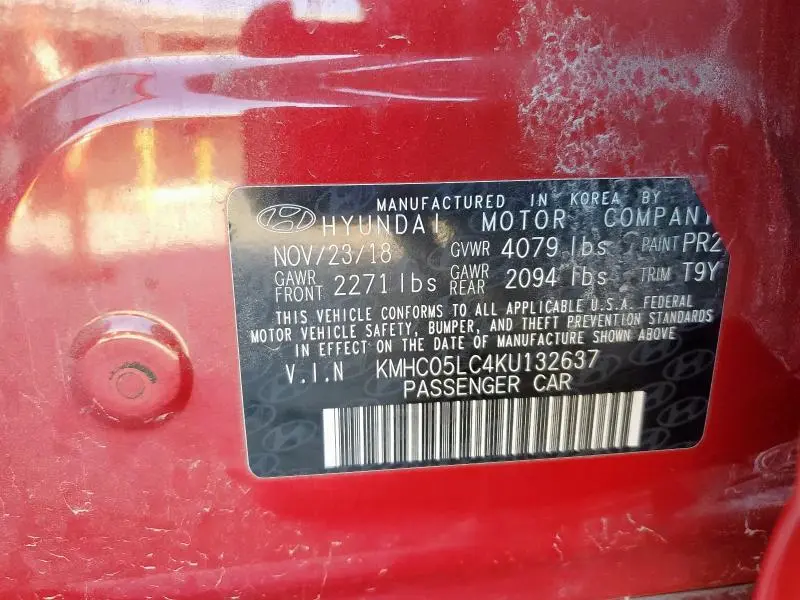 MANUFACTURED IN KOREA BY
HYUNDAI MOTOR COMPANY
NOV/23/18 GVWR 4079 lbs PAINT PR2
GAWR FRONT 2271 lbs GAWR REAR 2094 lbs TRIM T9Y
THIS VEHICLE CONFORMS TO ALL APPLICABLE U.S.A. FEDERAL
MOTOR VEHICLE SAFETY, BUMPER, AND THEFT PREVENTION STANDARDS
IN EFFECT ON THE DATE OF MANUFACTURE SHOWN ABOVE
V.I.N KMHC05LC4KU132637
PASSENGER CAR